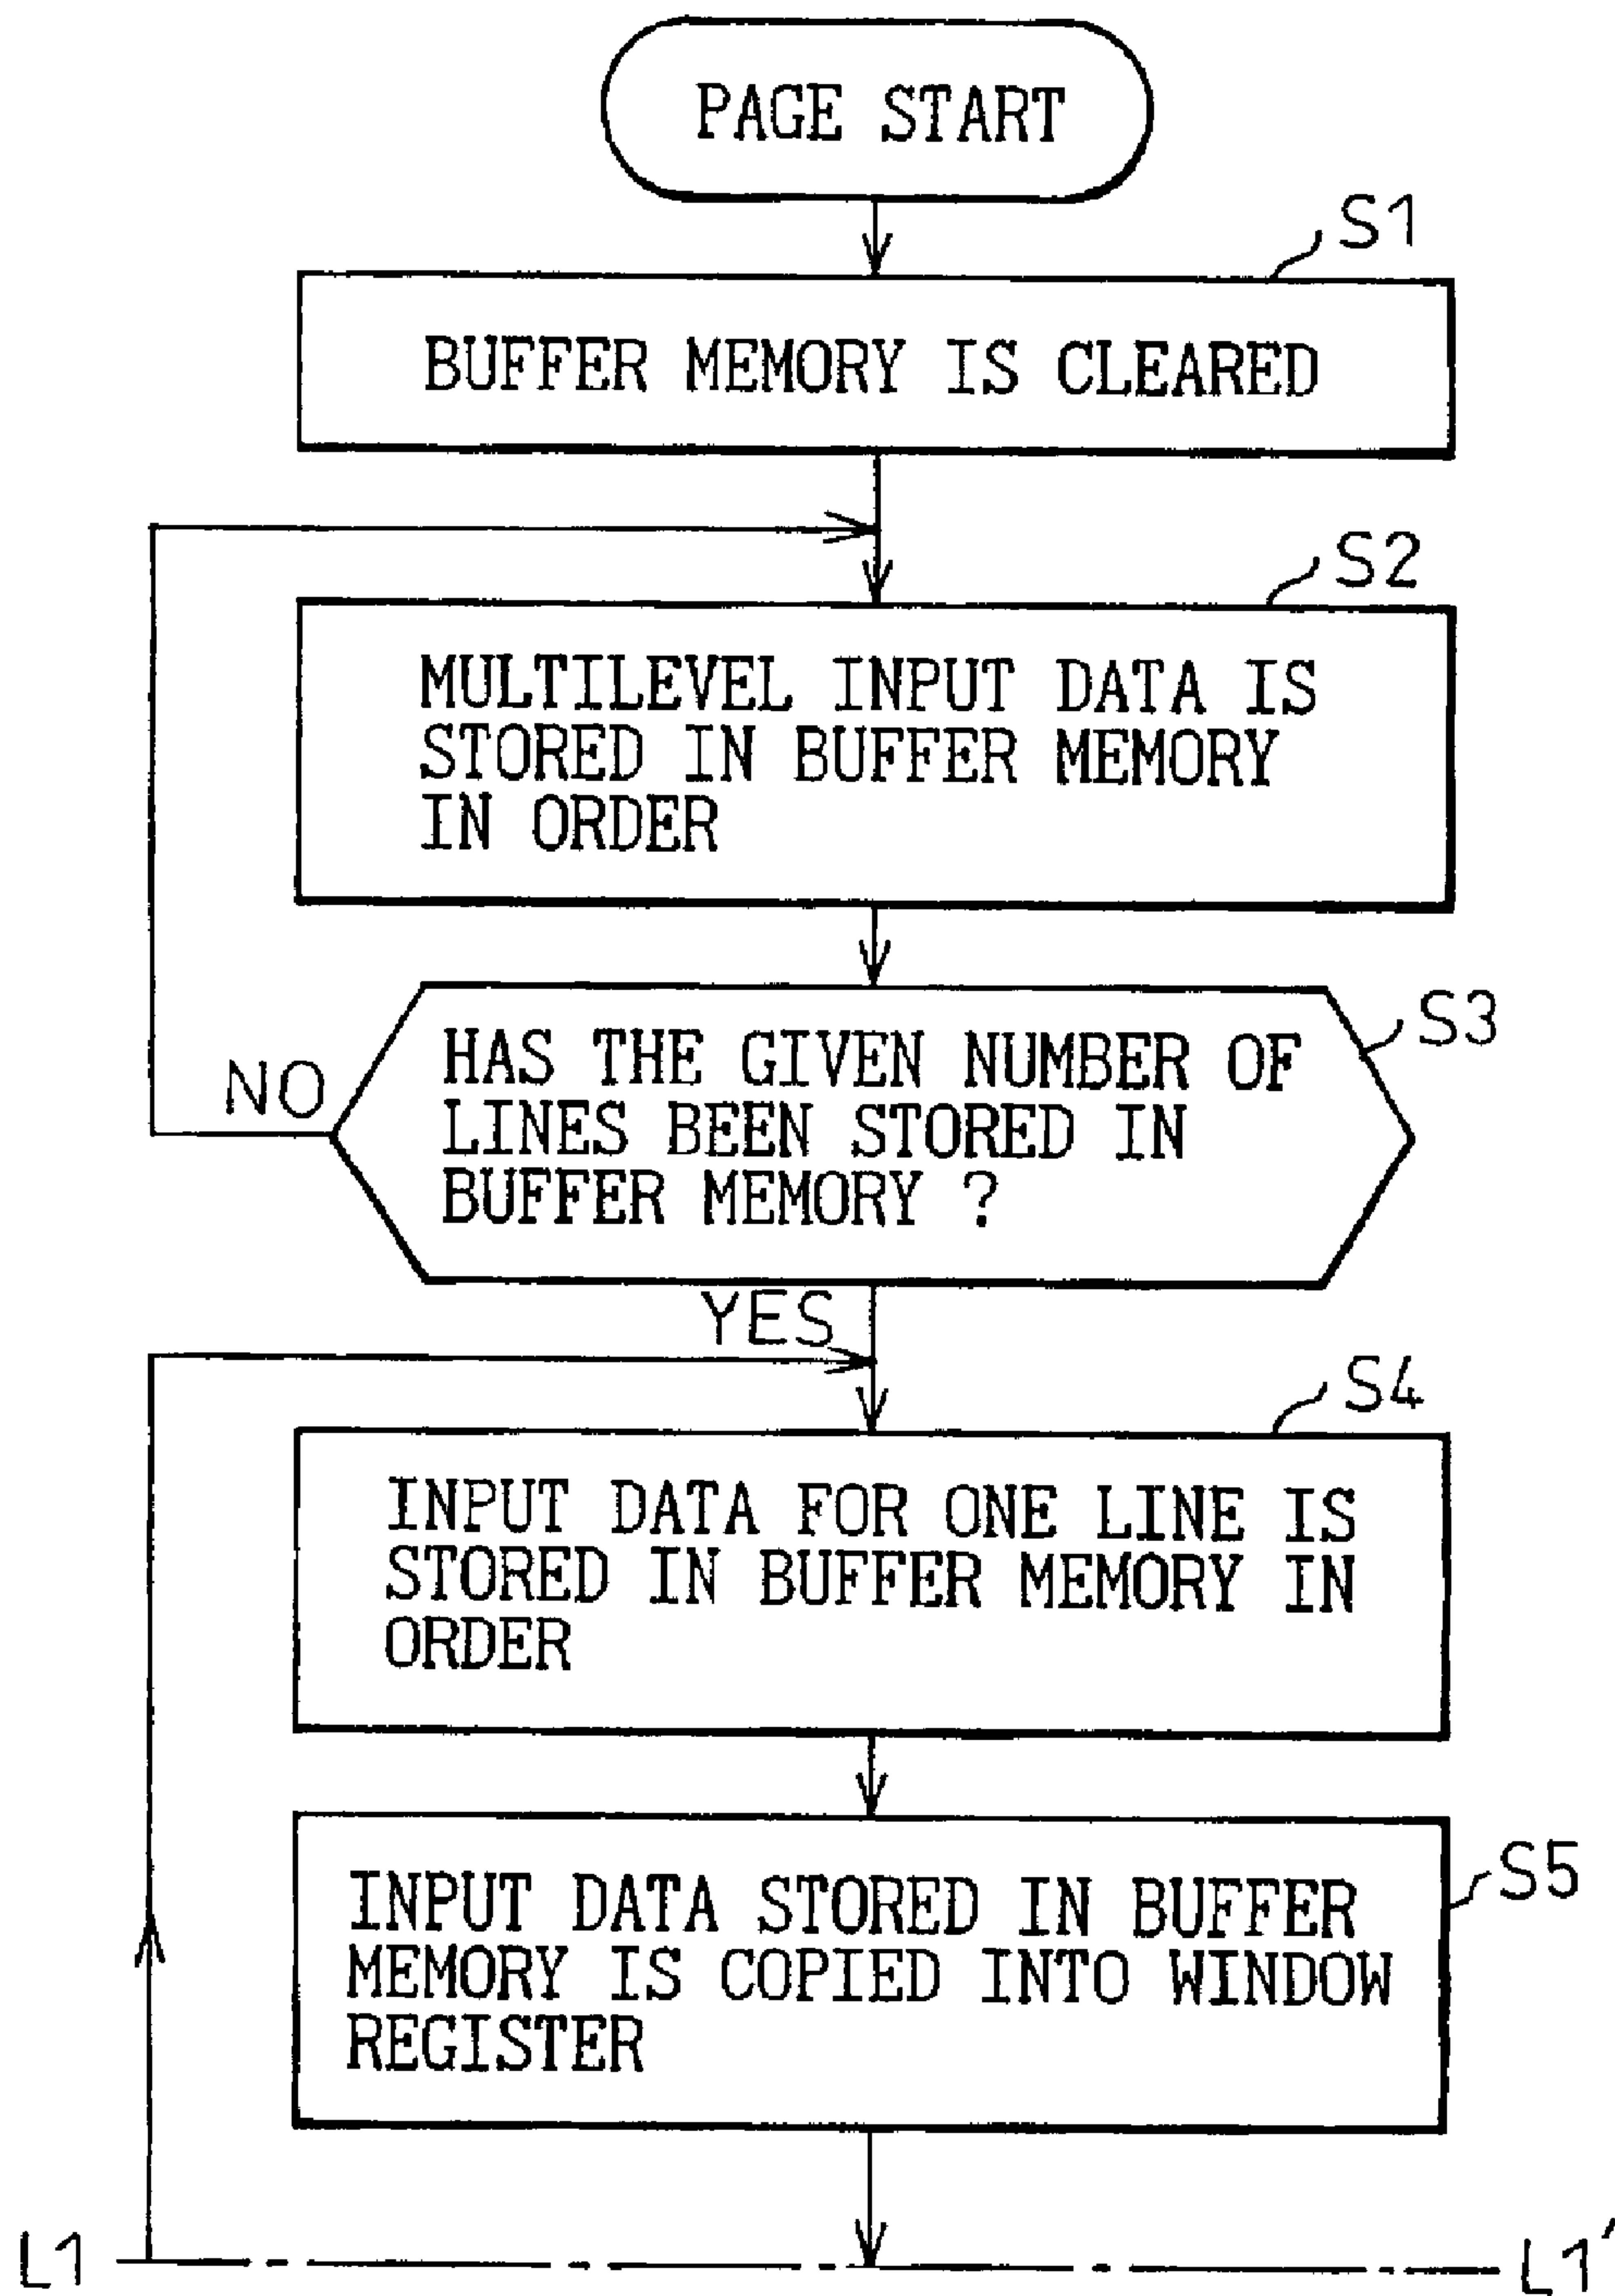 PAGE START
S1
BUFFER MEMORY IS CLEARED
S2
MULTILEVEL INPUT DATA IS
STORED IN BUFFER MEMORY
IN ORDER
S3
HAS THE GIVEN NUMBER OF
LINES BEEN STORED IN
BUFFER MEMORY ?
NO
YES
S4
INPUT DATA FOR ONE LINE IS
STORED IN BUFFER MEMORY IN
ORDER
S5
INPUT DATA STORED IN BUFFER
MEMORY IS COPIED INTO WINDOW
REGISTER
L1
L1'